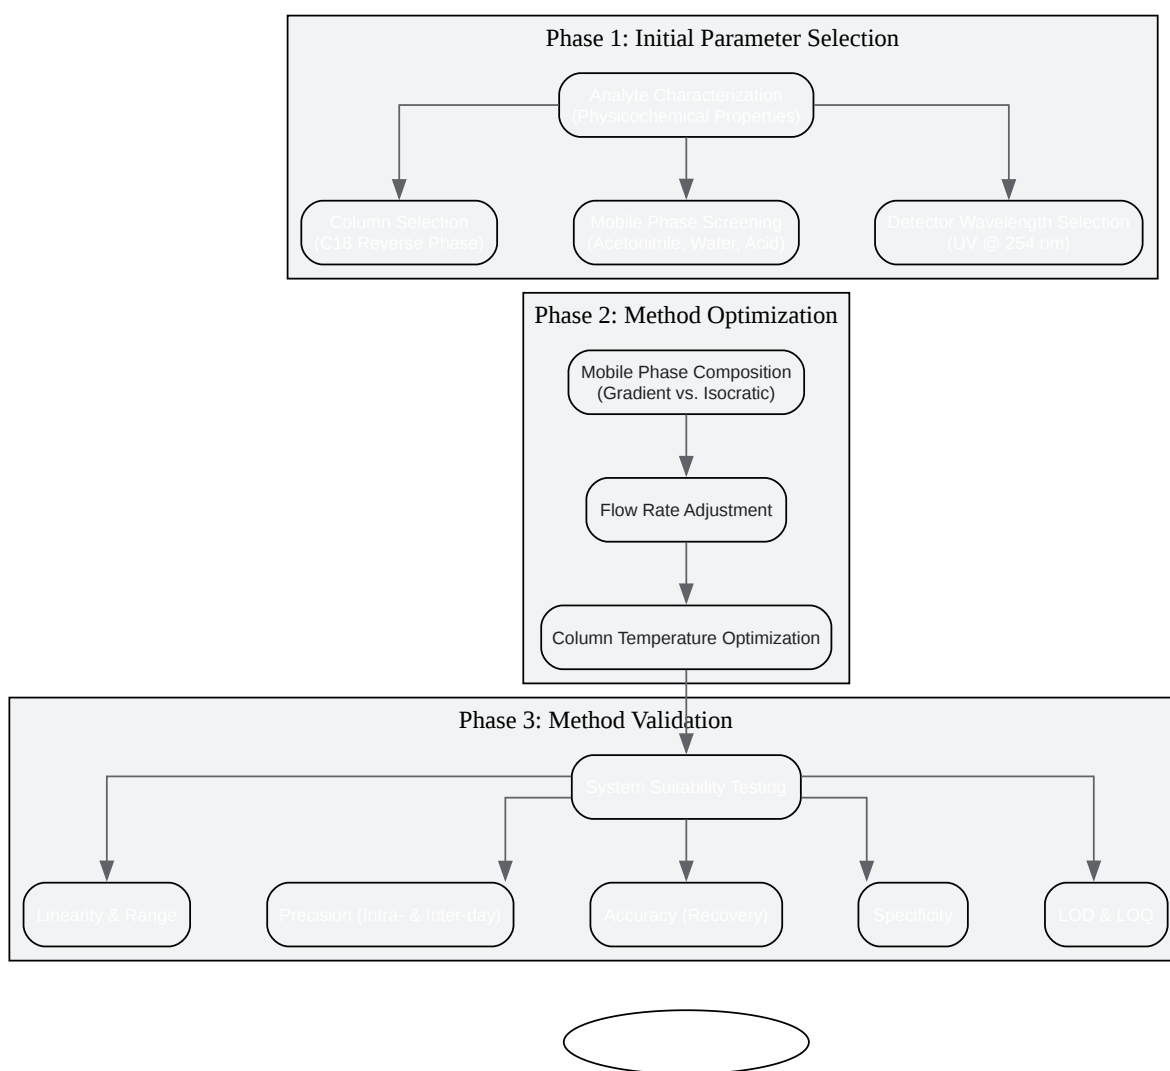 Phase 1: Initial Parameter Selection
Analyte Characterization
(Physicochemical Properties)
Column Selection
(C18 Reverse Phase)
Mobile Phase Screening
(Acetonitrile, Water, Acid)
Detector Wavelength Selection
(UV @ 254 nm)
Phase 2: Method Optimization
Mobile Phase Composition
(Gradient vs. Isocratic)
Flow Rate Adjustment
Column Temperature Optimization
Phase 3: Method Validation
System Suitability Testing
Linearity & Range
Precision (Intra- & Inter-day)
Accuracy (Recovery)
Specificity
LOD & LOQ